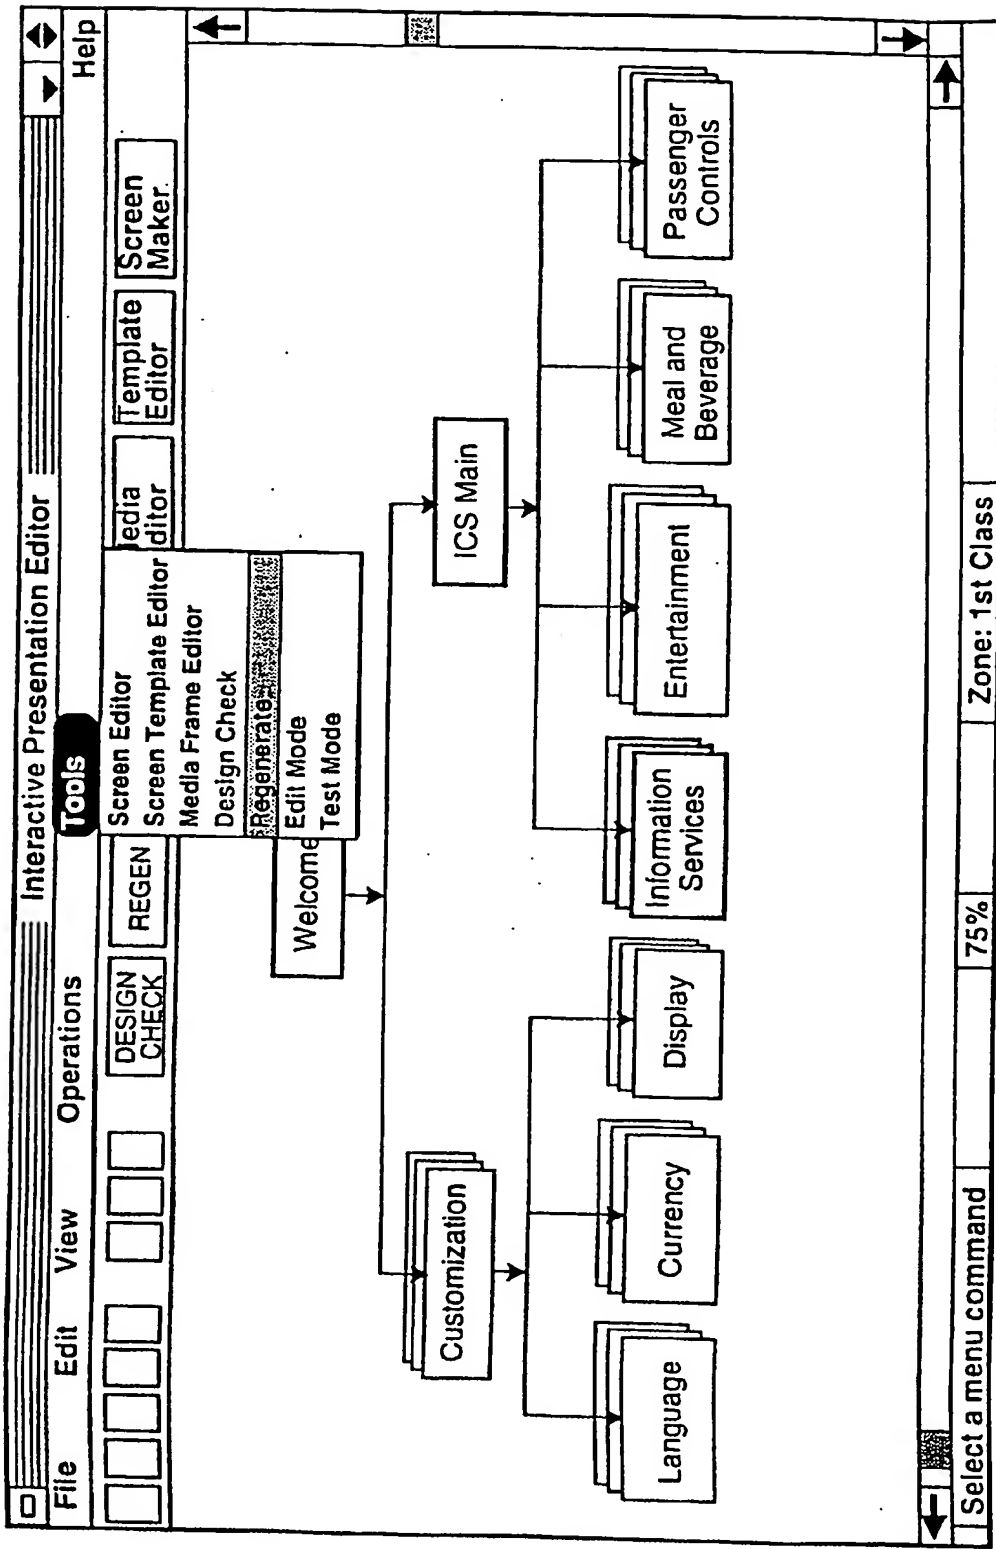 Interactive Presentation Editor
File Edit View Operations Tools Help
DESIGN
CHECK
REGEN
edia
ditor
Template
Editor
Screen
Maker
Screen Editor
Screen Template Editor
Media Frame Editor
Design Check
Regenerate
Edit Mode
Test Mode
Welcome
Customization
ICS Main
Language
Currency
Display
Information
Services
Entertainment
Meal and
Beverage
Passenger
Controls
Select a menu command
75%
Zone: 1st Class